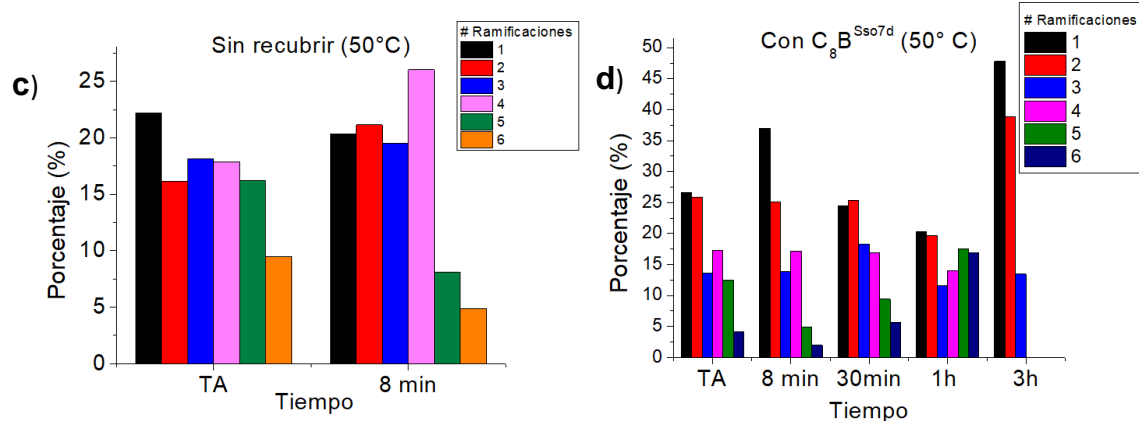 c)
Sin recubrir (50°C)
# Ramificaciones
1
2
3
4
5
6
Porcentaje (%)
25
20
15
10
5
0
TA
8 min
Tiempo
d)
Con C8B^Sso7d (50° C)
# Ramificaciones
1
2
3
4
5
6
Porcentaje (%)
50
45
40
35
30
25
20
15
10
5
0
TA
8 min
30min
1h
3h
Tiempo